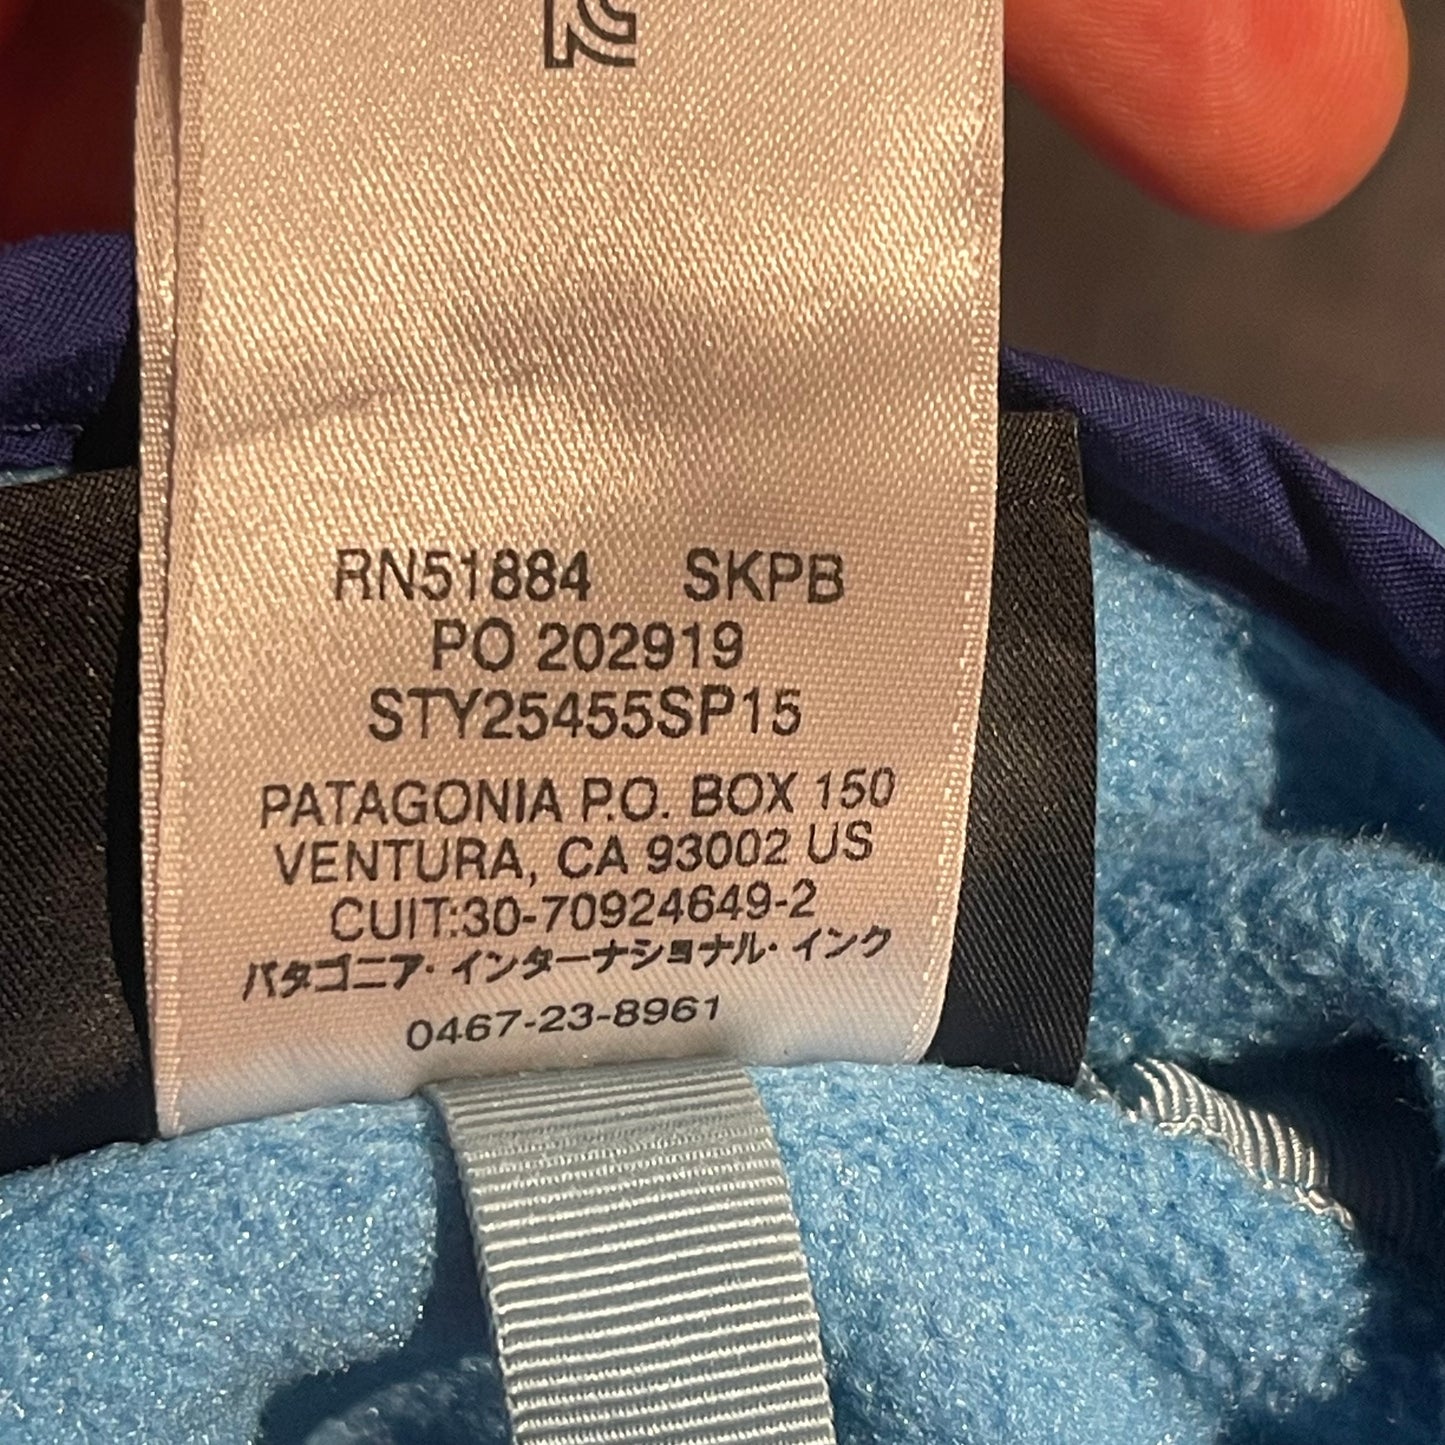 RN51884 SKPB
PO 202919
STY25455SP15
PATAGONIA P.O. BOX 150
VENTURA, CA 93002 US
CUIT:30-70924649-2
パタゴニア・インターナショナル・インク
0467-23-8961